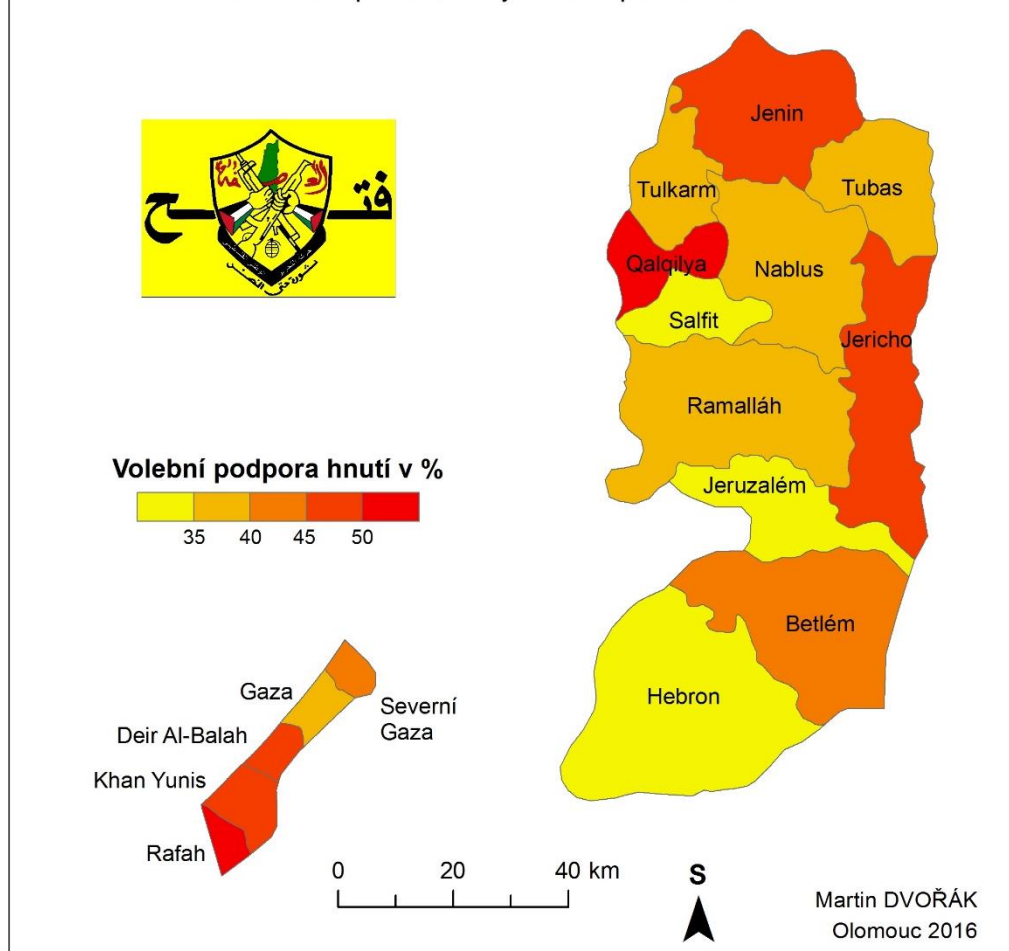 Jenin
Tulkarm
Tubas
Qalqilya
Nablus
Salfit
Jericho
Ramalláh
Jeruzalém
Betlém
Hebron
فتح
العاصفة
Volební podpora hnutí v %
35 40 45 50
Gaza
Severní
Gaza
Deir Al-Balah
Khan Yunis
Rafah
0 20 40 km
S
Martin DVOŘÁK
Olomouc 2016